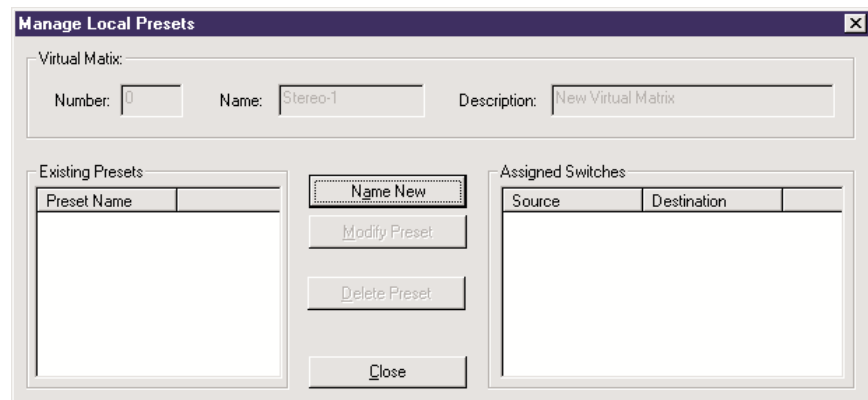 Manage Local Presets
Virtual Matix:
Number: 0 Name: Stereo-1 Description: New Virtual Matrix
Existing Presets
Preset Name
Name New
Modify Preset
Delete Preset
Close
Assigned Switches
Source Destination